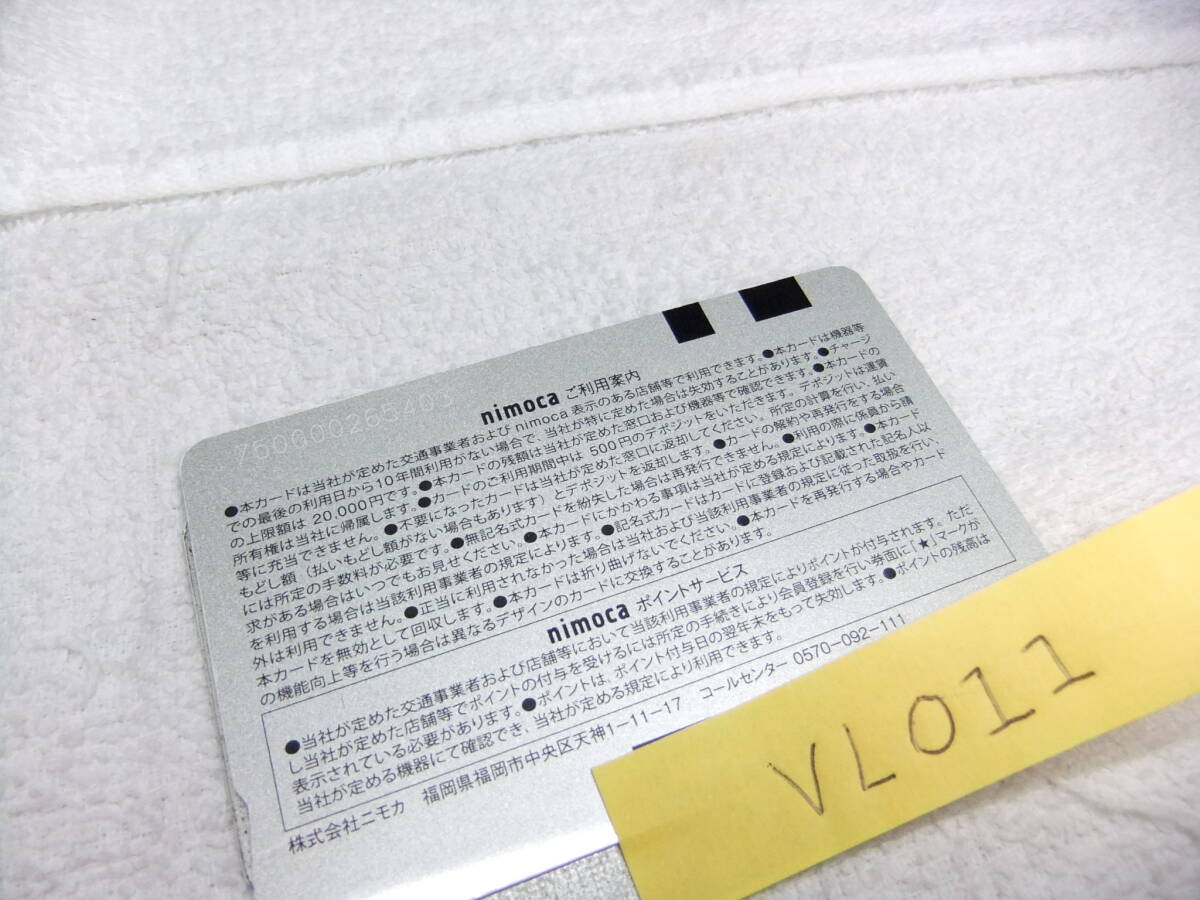 nimoca ご利用案内
●本カードは当社が定めた交通事業者およびnimoca表示のある店舗等で利用できます。●本カードは機器等
での最後の利用日から10年間利用がない場合で、当社が特に定めた場合は失効することがあります。●チャージ
の上限額は20,000円です。●本カードの残額は当社が定めた窓口および機器等で確認できます。●本カードの
所有権は当社に帰属します。●カードのご利用期間中は500円のデポジットをいただきます。デポジットは運賃
等に充当できません。●不要になったカードは当社が定めた窓口に返却してください。所定の計算を行い、払い
もどし額（払いもどし額がない場合もあります）とデポジットを返却します。●カードの解約や再発行をする場合
には所定の手数料が必要です。●無記名式カードを紛失した場合は再発行できません。●利用の際に係員から請
求がある場合はいつでもお見せください。●本カードにかかわる事項は当社が定める規定によります。●本カード
を利用する場合は当該利用事業者の規定によります。●記名式カードはカードに登録および記載された記名人以
外は利用できません。●正当に利用されなかった場合は当社および当該利用事業者の規定に従った取扱を行い、
本カードを無効として回収します。●本カードは折り曲げないでください。●本カードを再発行する場合やカード
の機能向上等を行う場合は異なるデザインのカードに交換することがあります。
nimoca ポイントサービス
●当社が定めた交通事業者および店舗等において当該利用事業者の規定によりポイントが付与されます。ただ
し当社が定めた店舗等でポイントの付与を受けるには所定の手続きにより会員登録を行い券面に［★］マークが
表示されている必要があります。●ポイントは、ポイント付与日の翌年末をもって失効します。●ポイントの残高は
当社が定める機器にて確認でき、当社が定める規定により利用できます。
株式会社ニモカ 福岡県福岡市中央区天神1-11-17 コールセンター 0570-092-111
VL011